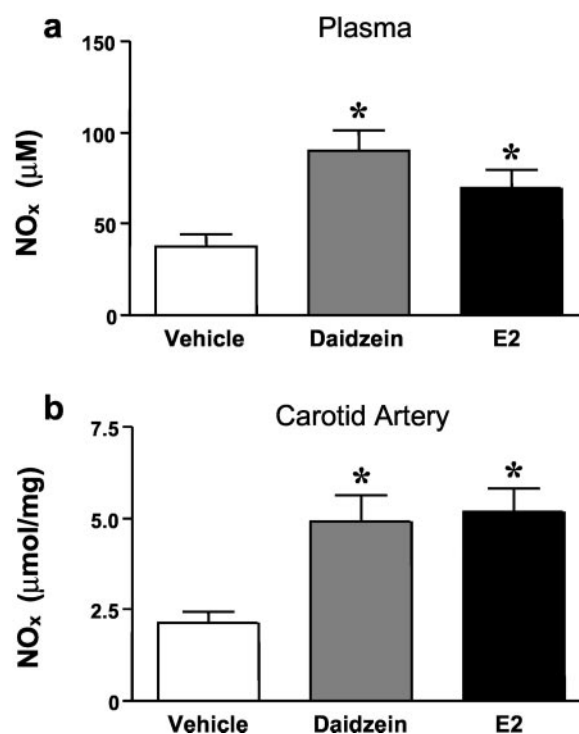 a
Plasma
150
100
50
0
NOₓ (μM)
*
*
Vehicle
Daidzein
E2
b
Carotid Artery
7.5
5.0
2.5
0
NOₓ (μmol/mg)
*
*
Vehicle
Daidzein
E2